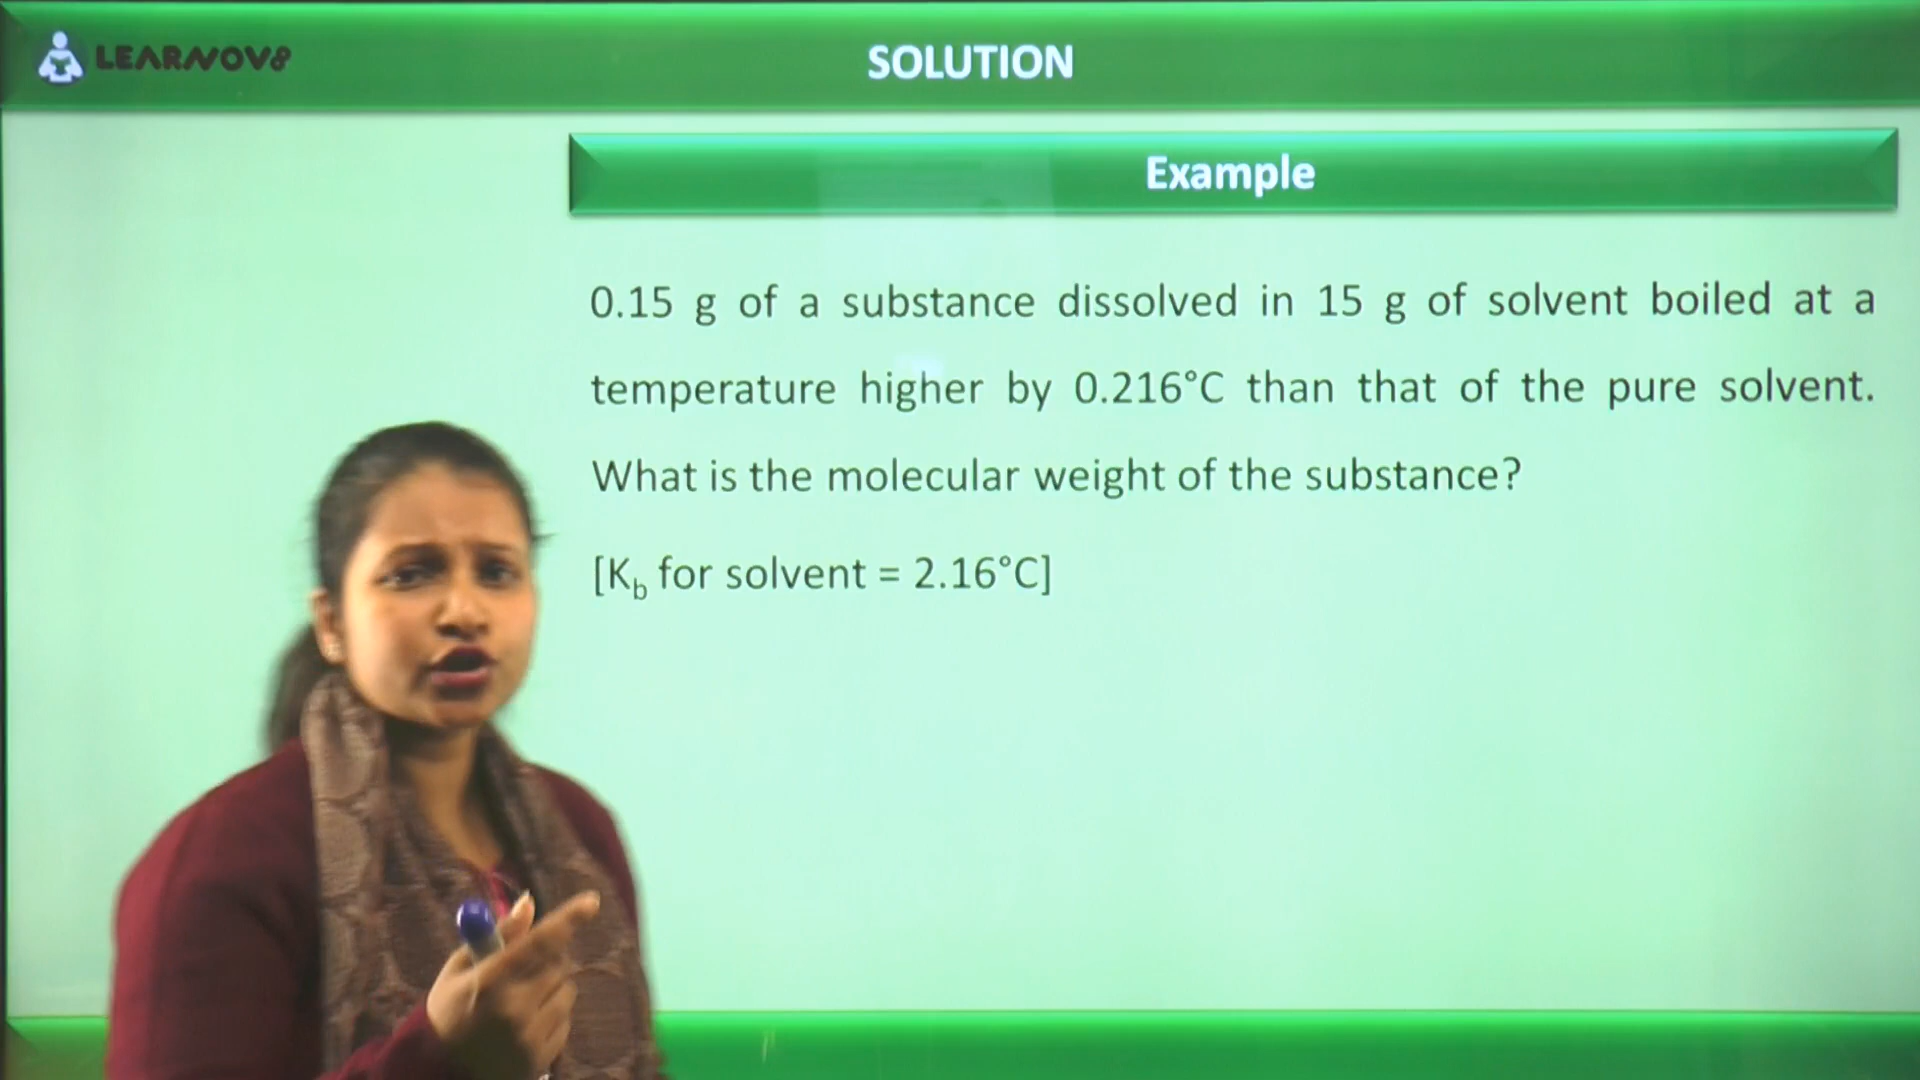 LEARNOV8
SOLUTION
Example
0.15 g of a substance dissolved in 15 g of solvent boiled at a
temperature higher by 0.216°C than that of the pure solvent.
What is the molecular weight of the substance?
[K_b for solvent = 2.16°C]